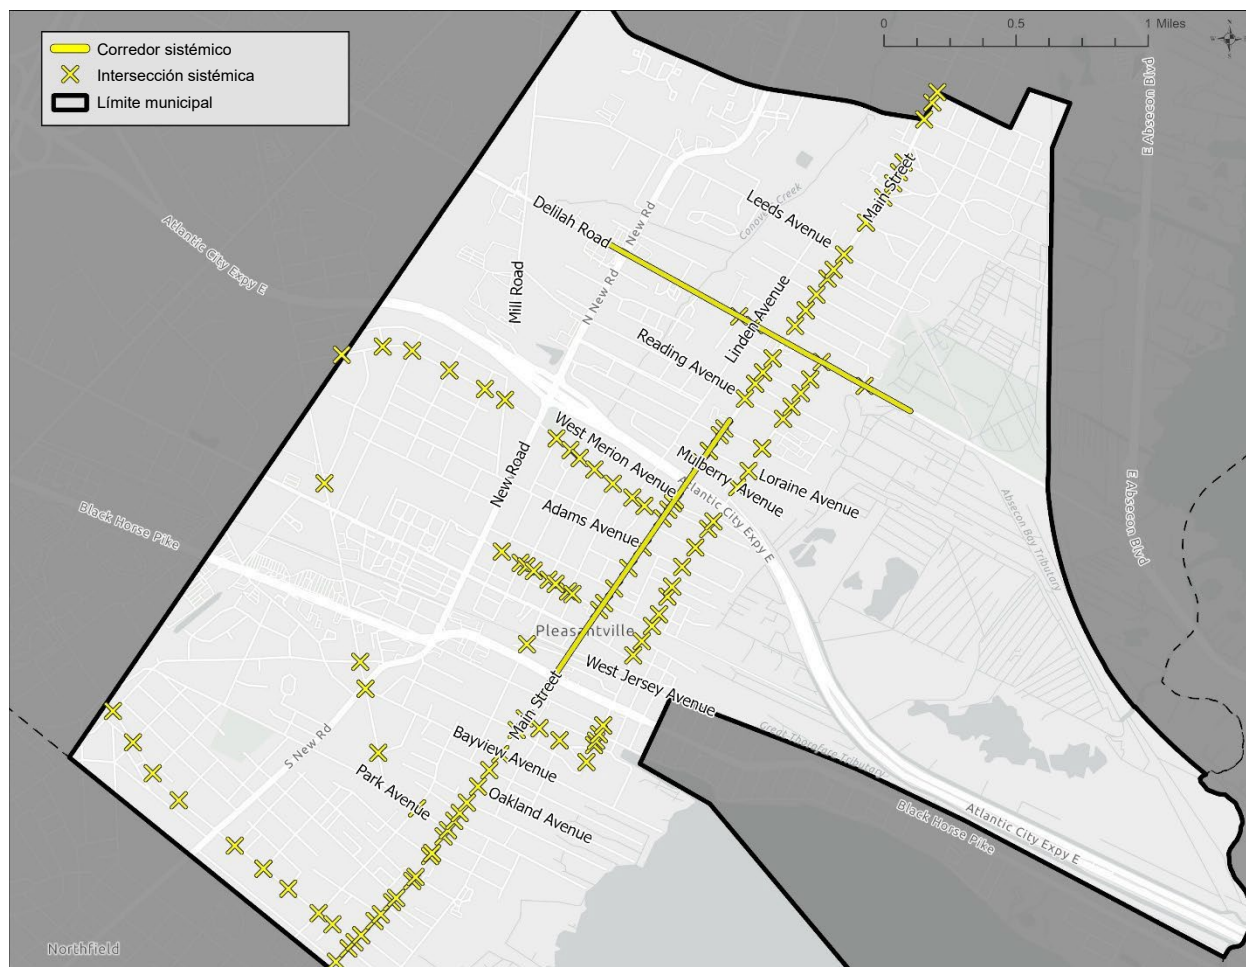 Corredor sistémico
Intersección sistémica
Límite municipal
0 0.5 1 Miles
E Absecon Blvd
Main Street
Leeds Avenue
Conovers Creek
Delilah Road
N New Rd
Atlantic City Expy E
Mill Road
N New Rd
Linden Avenue
Reading Avenue
West Merion Avenue
Mulberry Avenue
Loraine Avenue
New Road
Adams Avenue
Atlantic City Expy E
Absecon Bay Tributary
E Absecon Blvd
Black Horse Pike
Pleasantville
West Jersey Avenue
Main Street
Bayview Avenue
Great Thorofare Tributary
S New Rd
Park Avenue
Oakland Avenue
Atlantic City Expy E
Black Horse Pike
Northfield